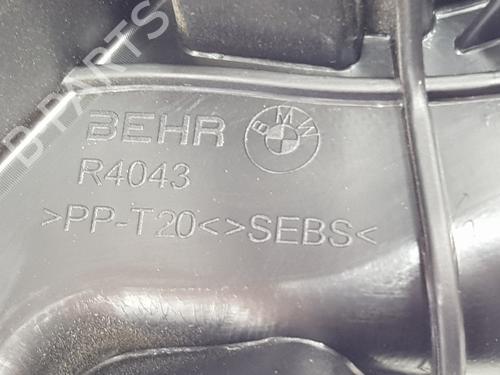 BEHR BMW
R4043
>PP-T20<>SEBS<
B-PARTS